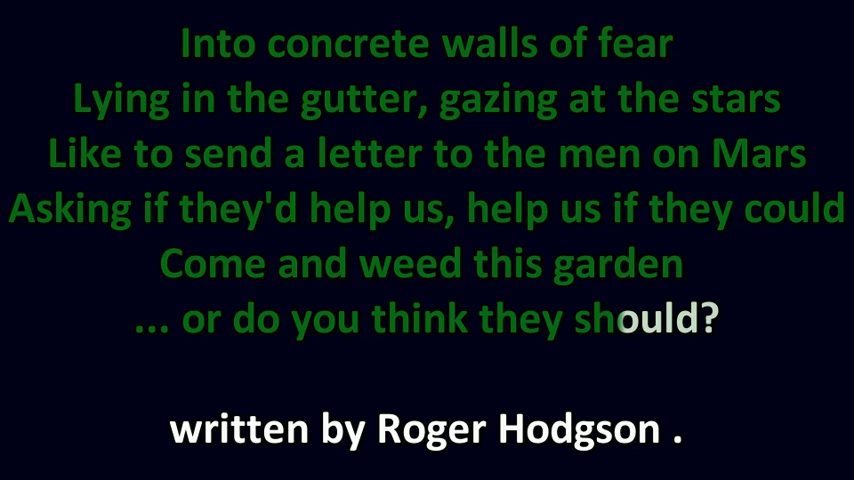 Into concrete walls of fear
Lying in the gutter, gazing at the stars
Like to send a letter to the men on Mars
Asking if they'd help us, help us if they could
Come and weed this garden
... or do you think they should?
written by Roger Hodgson .